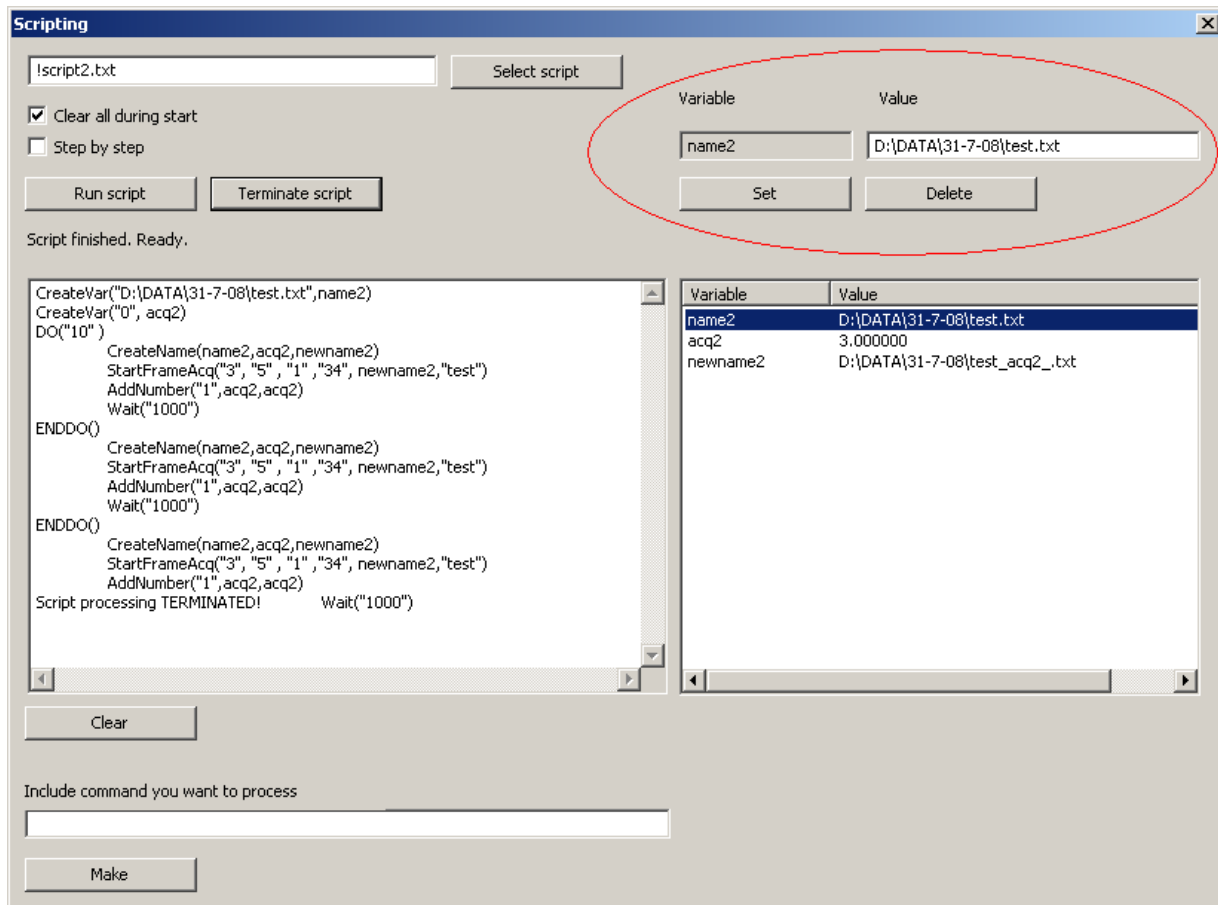 Scripting
!script2.txt
Select script
Clear all during start
Step by step
Run script
Terminate script
Script finished. Ready.
Variable Value
name2 D:\DATA\31-7-08\test.txt
Set Delete
CreateVar("D:\DATA\31-7-08\test.txt",name2)
CreateVar("0", acq2)
DO("10" )
CreateName(name2,acq2,newname2)
StartFrameAcq("3", "5" , "1" ,"34", newname2,"test")
AddNumber("1",acq2,acq2)
Wait("1000")
ENDDO()
CreateName(name2,acq2,newname2)
StartFrameAcq("3", "5" , "1" ,"34", newname2,"test")
AddNumber("1",acq2,acq2)
Wait("1000")
ENDDO()
CreateName(name2,acq2,newname2)
StartFrameAcq("3", "5" , "1" ,"34", newname2,"test")
AddNumber("1",acq2,acq2)
Script processing TERMINATED! Wait("1000")
Variable Value
name2 D:\DATA\31-7-08\test.txt
acq2 3.000000
newname2 D:\DATA\31-7-08\test_acq2_.txt
Clear
Include command you want to process
Make